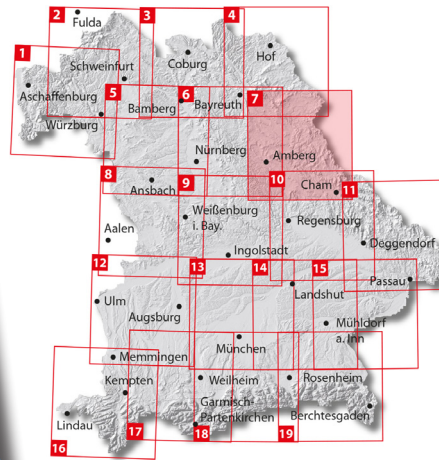 2
3
4
Fulda
Hof
1
Coburg
Schweinfurt
Aschaffenburg
5
6
7
Bamberg
Bayreuth
Würzburg
Nürnberg
Amberg
8
9
10
Ansbach
Cham
11
Weißenburg
i. Bay.
Regensburg
Aalen
Deggendorf
Ingolstadt
12
13
14
15
Passau
Landshut
Ulm
Augsburg
Mühldorf
a. Inn
München
Memmingen
Kempten
Weilheim
Rosenheim
Garmisch-
Partenkirchen
Berchtesgaden
Lindau
16
17
18
19